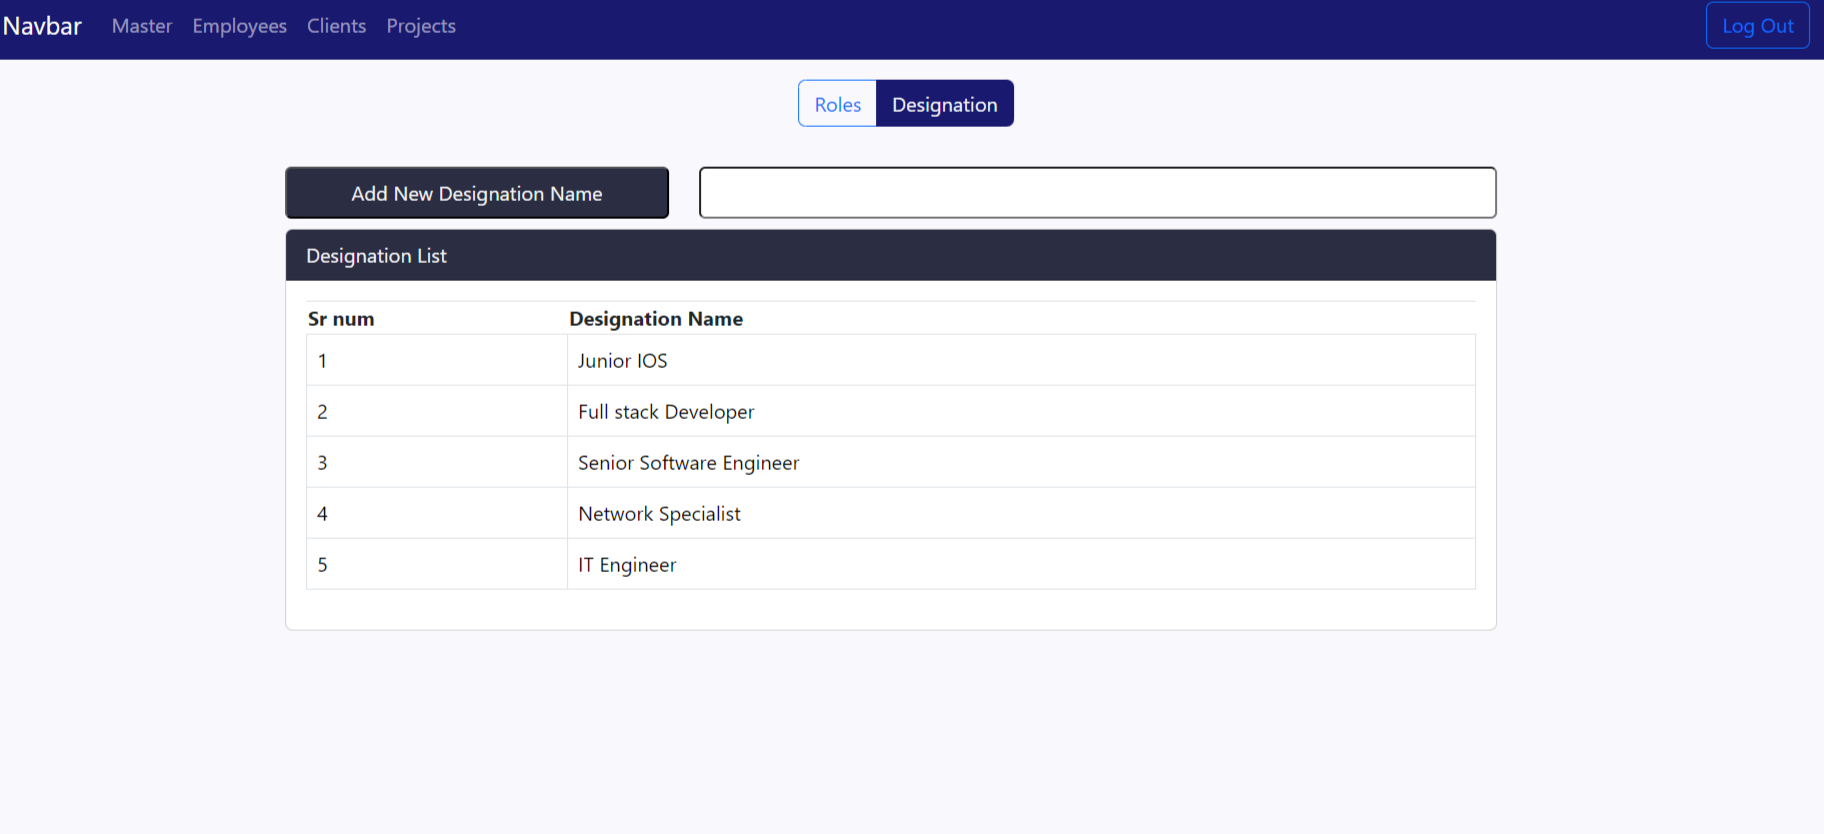 Navbar Master Employees Clients Projects Log Out
Roles Designation
Add New Designation Name
Designation List
Sr num Designation Name
1 Junior IOS
2 Full stack Developer
3 Senior Software Engineer
4 Network Specialist
5 IT Engineer